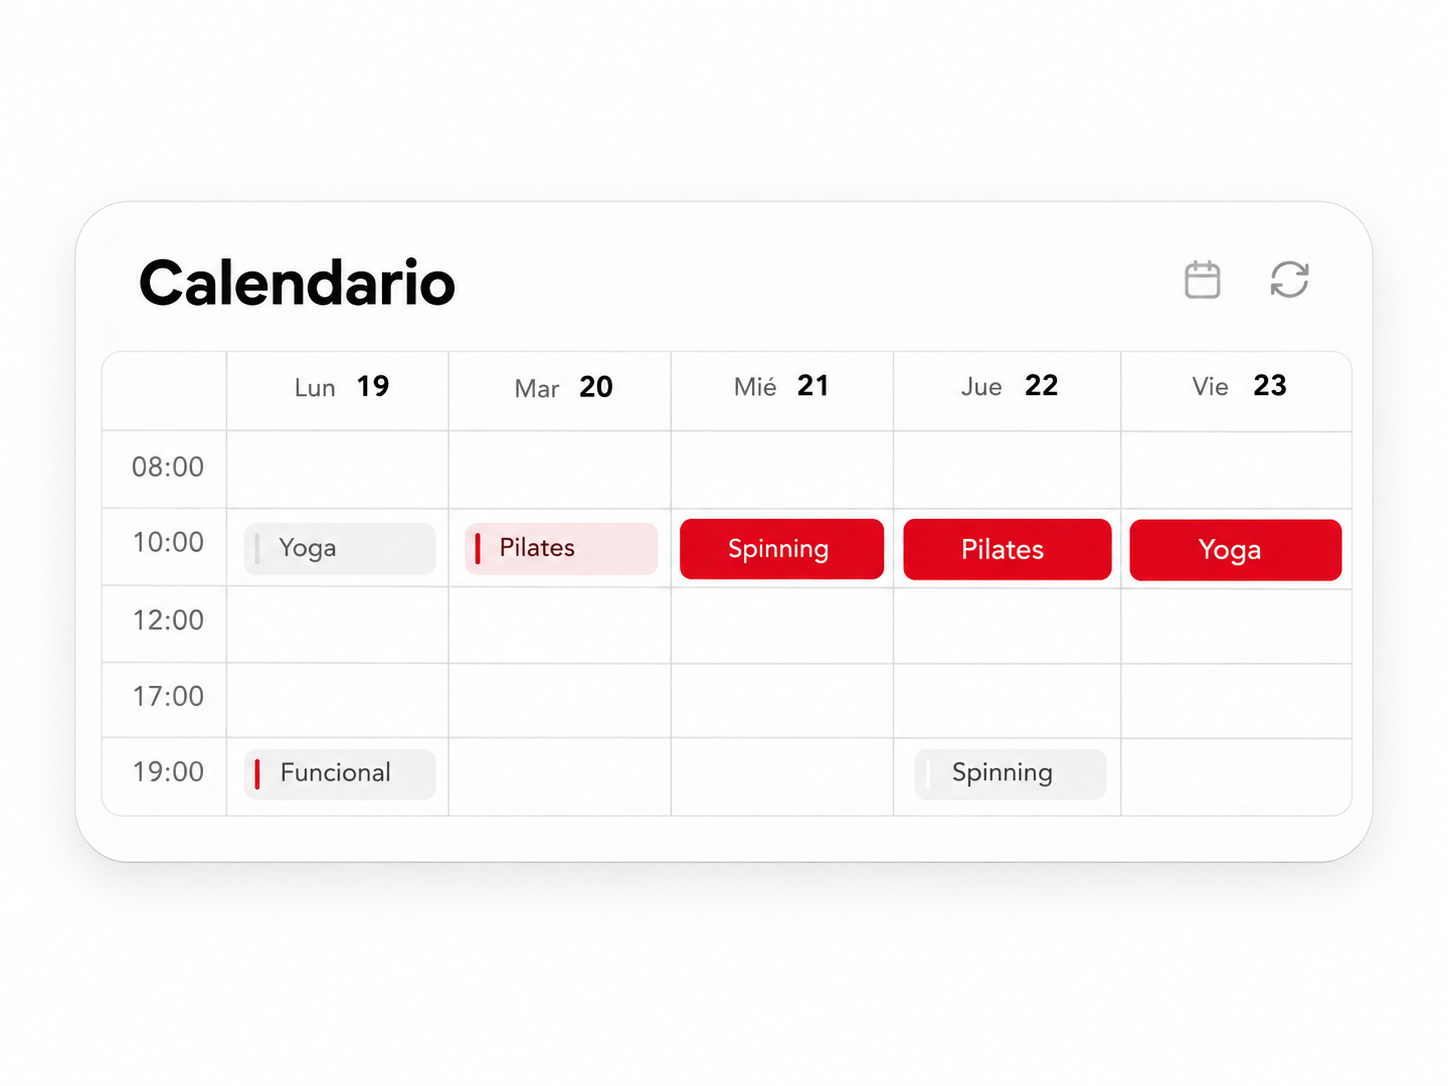 Calendario
Lun 19 Mar 20 Mié 21 Jue 22 Vie 23
08:00
10:00 Yoga Pilates Spinning Pilates Yoga
12:00
17:00
19:00 Funcional Spinning